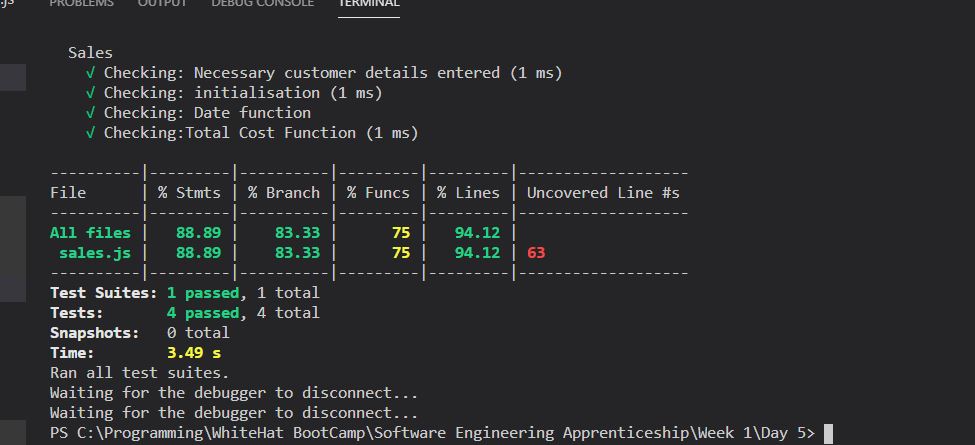 .js PROBLEMS OUTPUT DEBUG CONSOLE TERMINAL
Sales
√ Checking: Necessary customer details entered (1 ms)
√ Checking: initialisation (1 ms)
√ Checking: Date function
√ Checking:Total Cost Function (1 ms)
----------|---------|----------|---------|---------|-------------------
File      | % Stmts | % Branch | % Funcs | % Lines | Uncovered Line #s
----------|---------|----------|---------|---------|-------------------
All files |   88.89 |    83.33 |      75 |   94.12 |
 sales.js |   88.89 |    83.33 |      75 |   94.12 | 63
----------|---------|----------|---------|---------|-------------------
Test Suites: 1 passed, 1 total
Tests:       4 passed, 4 total
Snapshots:   0 total
Time:        3.49 s
Ran all test suites.
Waiting for the debugger to disconnect...
Waiting for the debugger to disconnect...
PS C:\Programming\WhiteHat BootCamp\Software Engineering Apprenticeship\Week 1\Day 5>